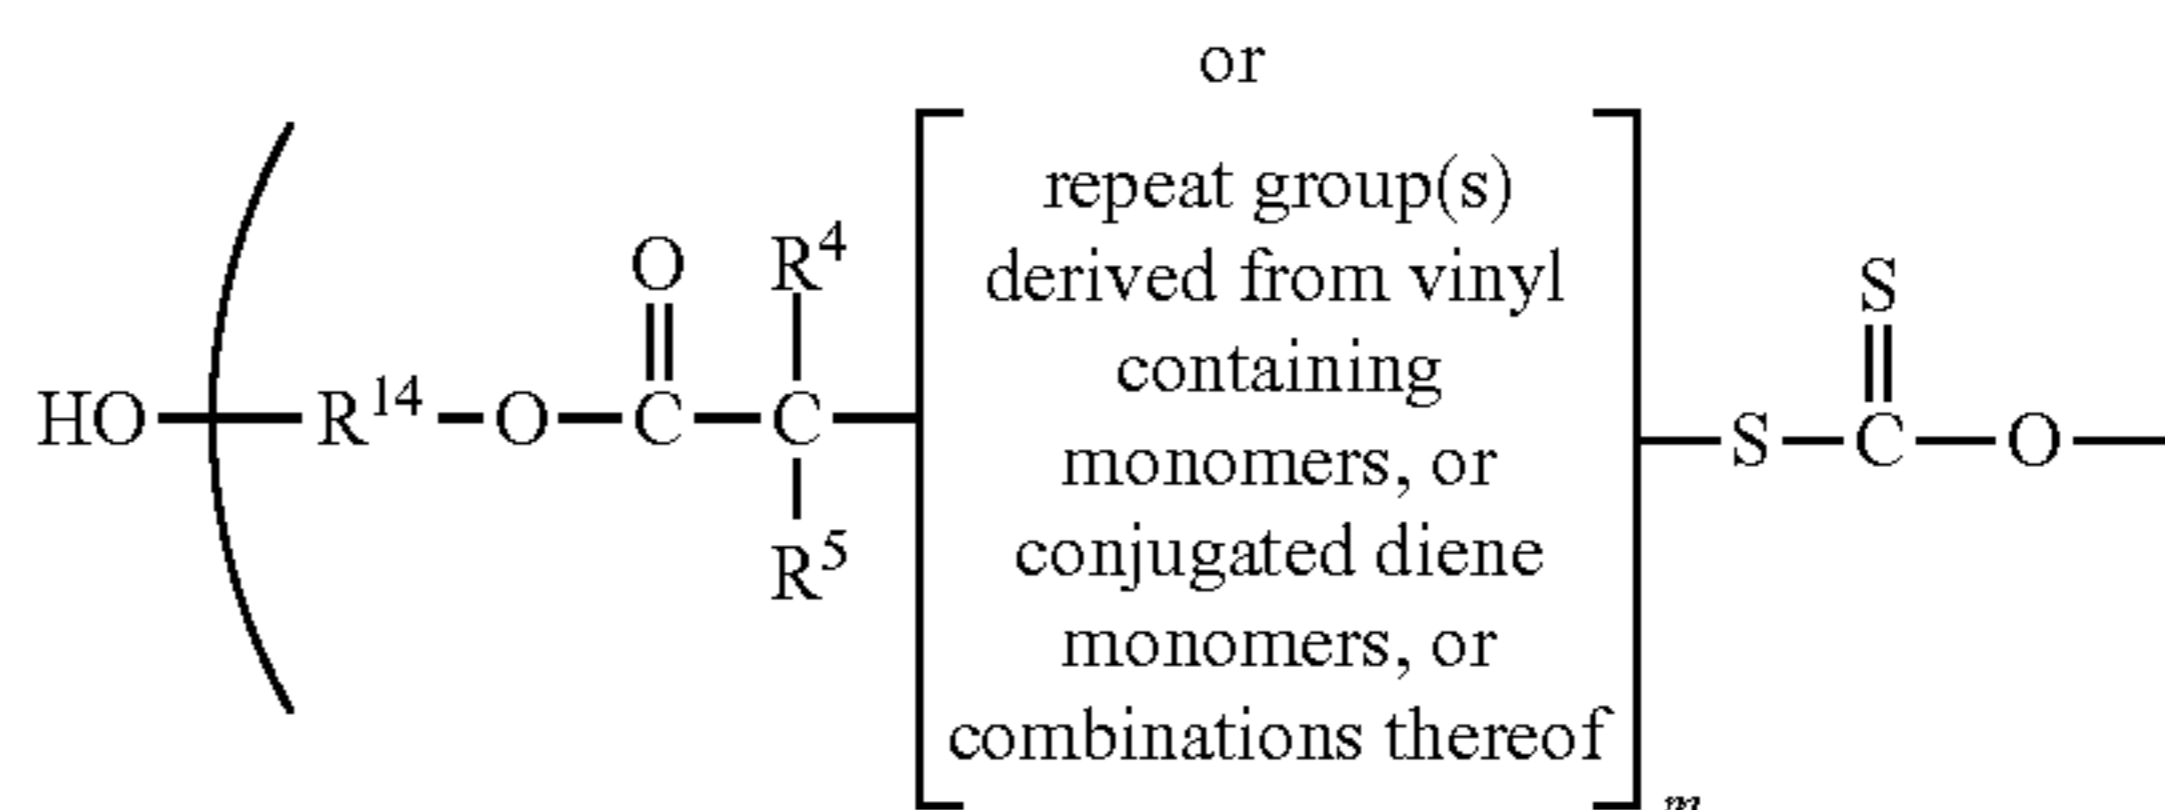 or
repeat group(s)
derived from vinyl
containing
monomers, or
conjugated diene
monomers, or
combinations thereof
O R⁴ S
HO R¹⁴ O C C S C O
R⁵
m